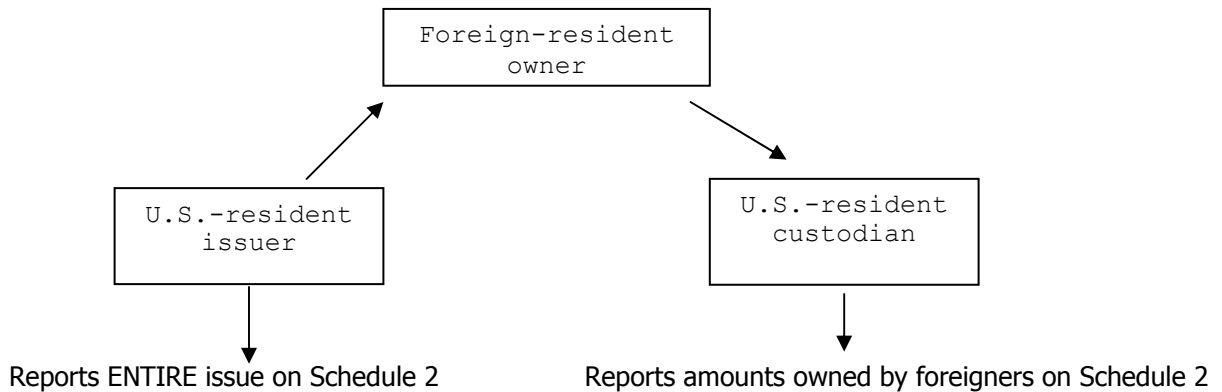 Foreign-resident
owner
U.S.-resident
issuer
U.S.-resident
custodian
Reports ENTIRE issue on Schedule 2
Reports amounts owned by foreigners on Schedule 2